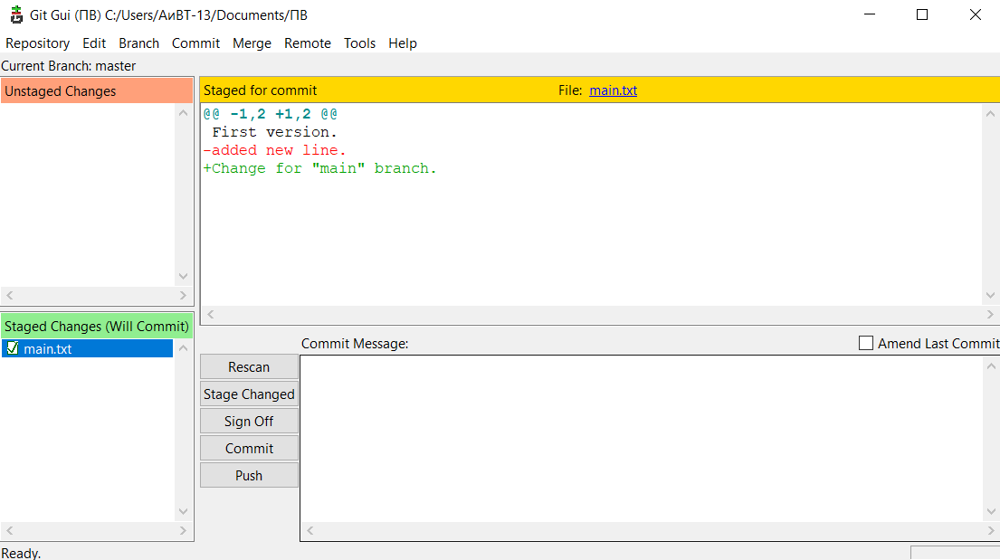 Git Gui (ПВ) C:/Users/АиВТ-13/Documents/ПВ
Repository Edit Branch Commit Merge Remote Tools Help
Current Branch: master
Unstaged Changes
Staged for commit File: main.txt
@@ -1,2 +1,2 @@
First version.
-added new line.
+Change for "main" branch.
Staged Changes (Will Commit)
main.txt
Commit Message: Amend Last Commit
Rescan
Stage Changed
Sign Off
Commit
Push
Ready.